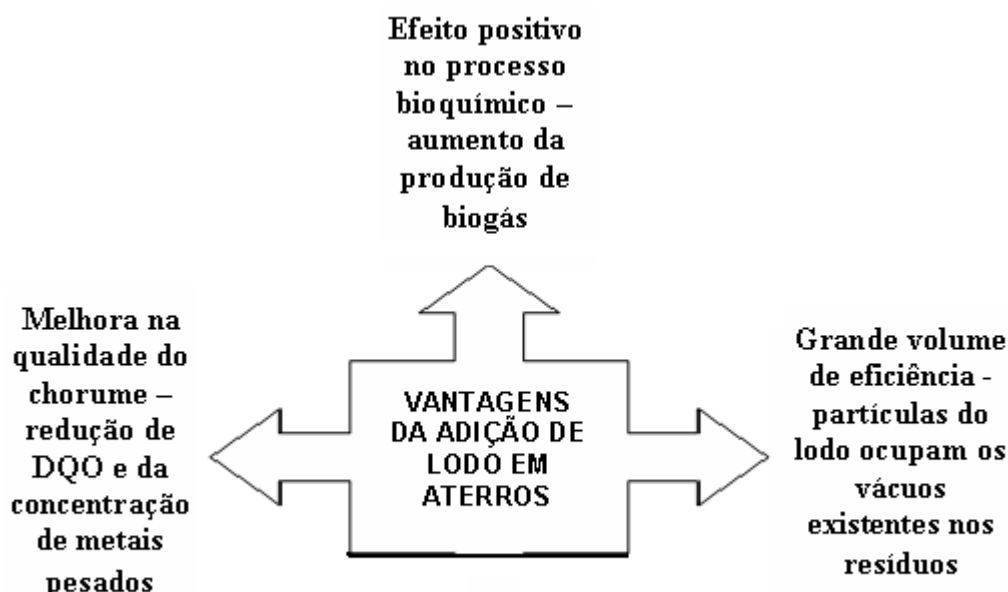 Efeito positivo
no processo
bioquímico –
aumento da
produção de
biogás
Melhora na
qualidade do
chorume –
redução de
DQO e da
concentração
de metais
pesados
VANTAGENS
DA ADIÇÃO DE
LODO EM
ATERROS
Grande volume
de eficiência -
partículas do
lodo ocupam os
vácuos
existentes nos
resíduos